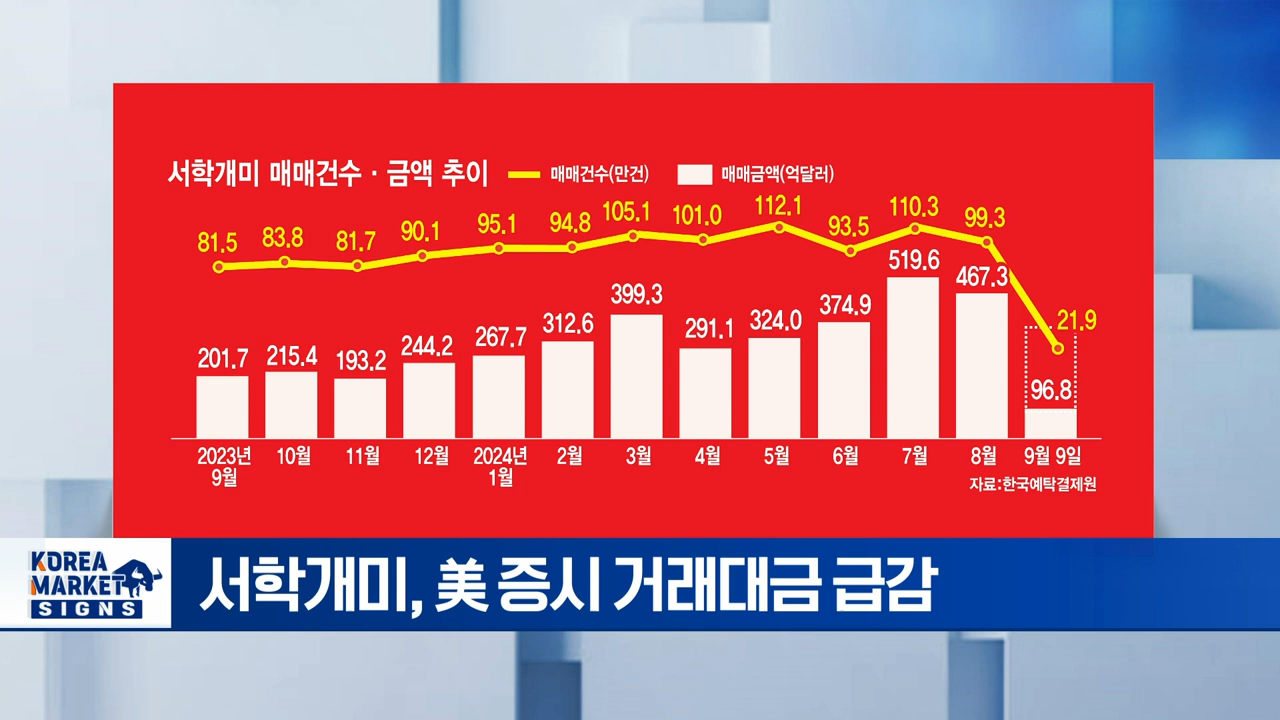 서학개미 매매건수·금액 추이
매매건수(만건)
매매금액(억달러)
81.5 83.8 81.7 90.1 95.1 94.8 105.1 101.0 112.1 93.5 110.3 99.3 21.9
201.7 215.4 193.2 244.2 267.7 312.6 399.3 291.1 324.0 374.9 519.6 467.3 96.8
2023년 10월 11월 12월 2024년 2월 3월 4월 5월 6월 7월 8월 9월 9일
9월 1월
자료:한국예탁결제원
KOREA
MARKET
SIGNS
서학개미, 美 증시 거래대금 급감